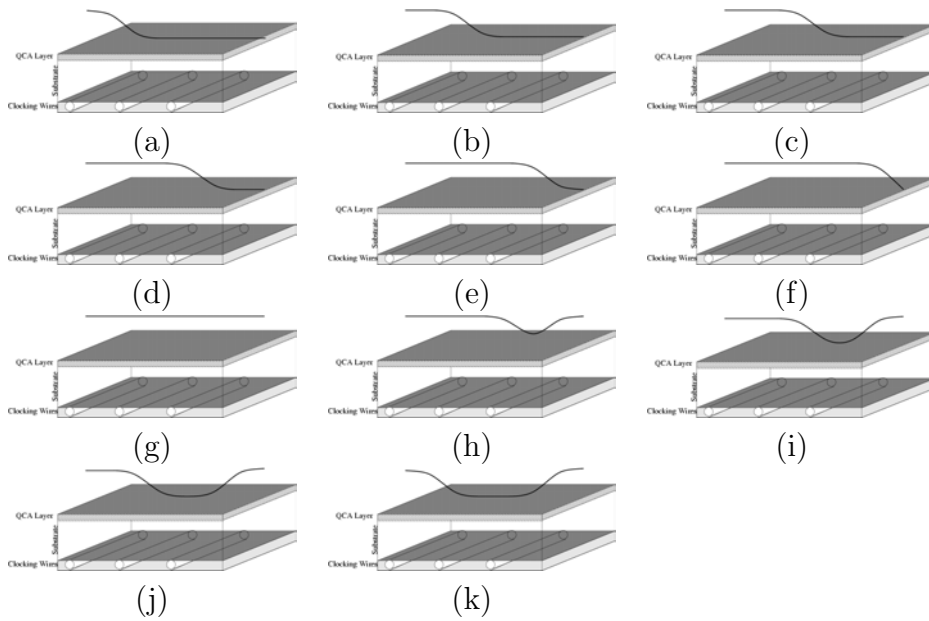 QCA Layer
Substrate
Clocking Wires
(a)
QCA Layer
Substrate
Clocking Wires
(b)
QCA Layer
Substrate
Clocking Wires
(c)
QCA Layer
Substrate
Clocking Wires
(d)
QCA Layer
Substrate
Clocking Wires
(e)
QCA Layer
Substrate
Clocking Wires
(f)
QCA Layer
Substrate
Clocking Wires
(g)
QCA Layer
Substrate
Clocking Wires
(h)
QCA Layer
Substrate
Clocking Wires
(i)
QCA Layer
Substrate
Clocking Wires
(j)
QCA Layer
Substrate
Clocking Wires
(k)